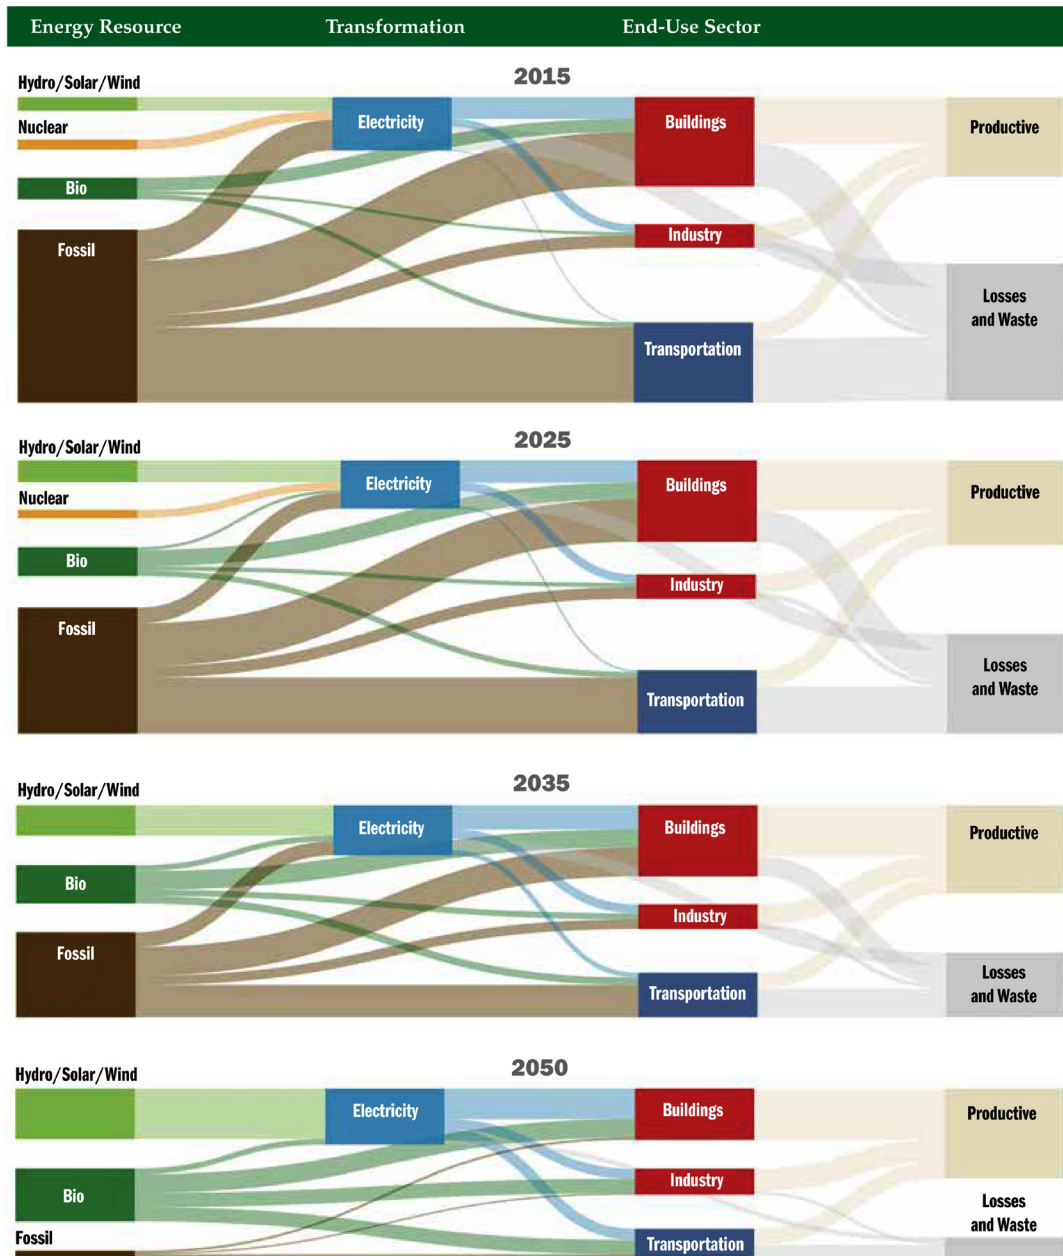 Energy Resource Transformation End-Use Sector
2015
Hydro/Solar/Wind
Nuclear
Bio
Fossil
Electricity
Buildings
Industry
Transportation
Productive
Losses
and Waste
2025
Hydro/Solar/Wind
Nuclear
Bio
Fossil
Electricity
Buildings
Industry
Transportation
Productive
Losses
and Waste
2035
Hydro/Solar/Wind
Bio
Fossil
Electricity
Buildings
Industry
Transportation
Productive
Losses
and Waste
2050
Hydro/Solar/Wind
Bio
Fossil
Electricity
Buildings
Industry
Transportation
Productive
Losses
and Waste